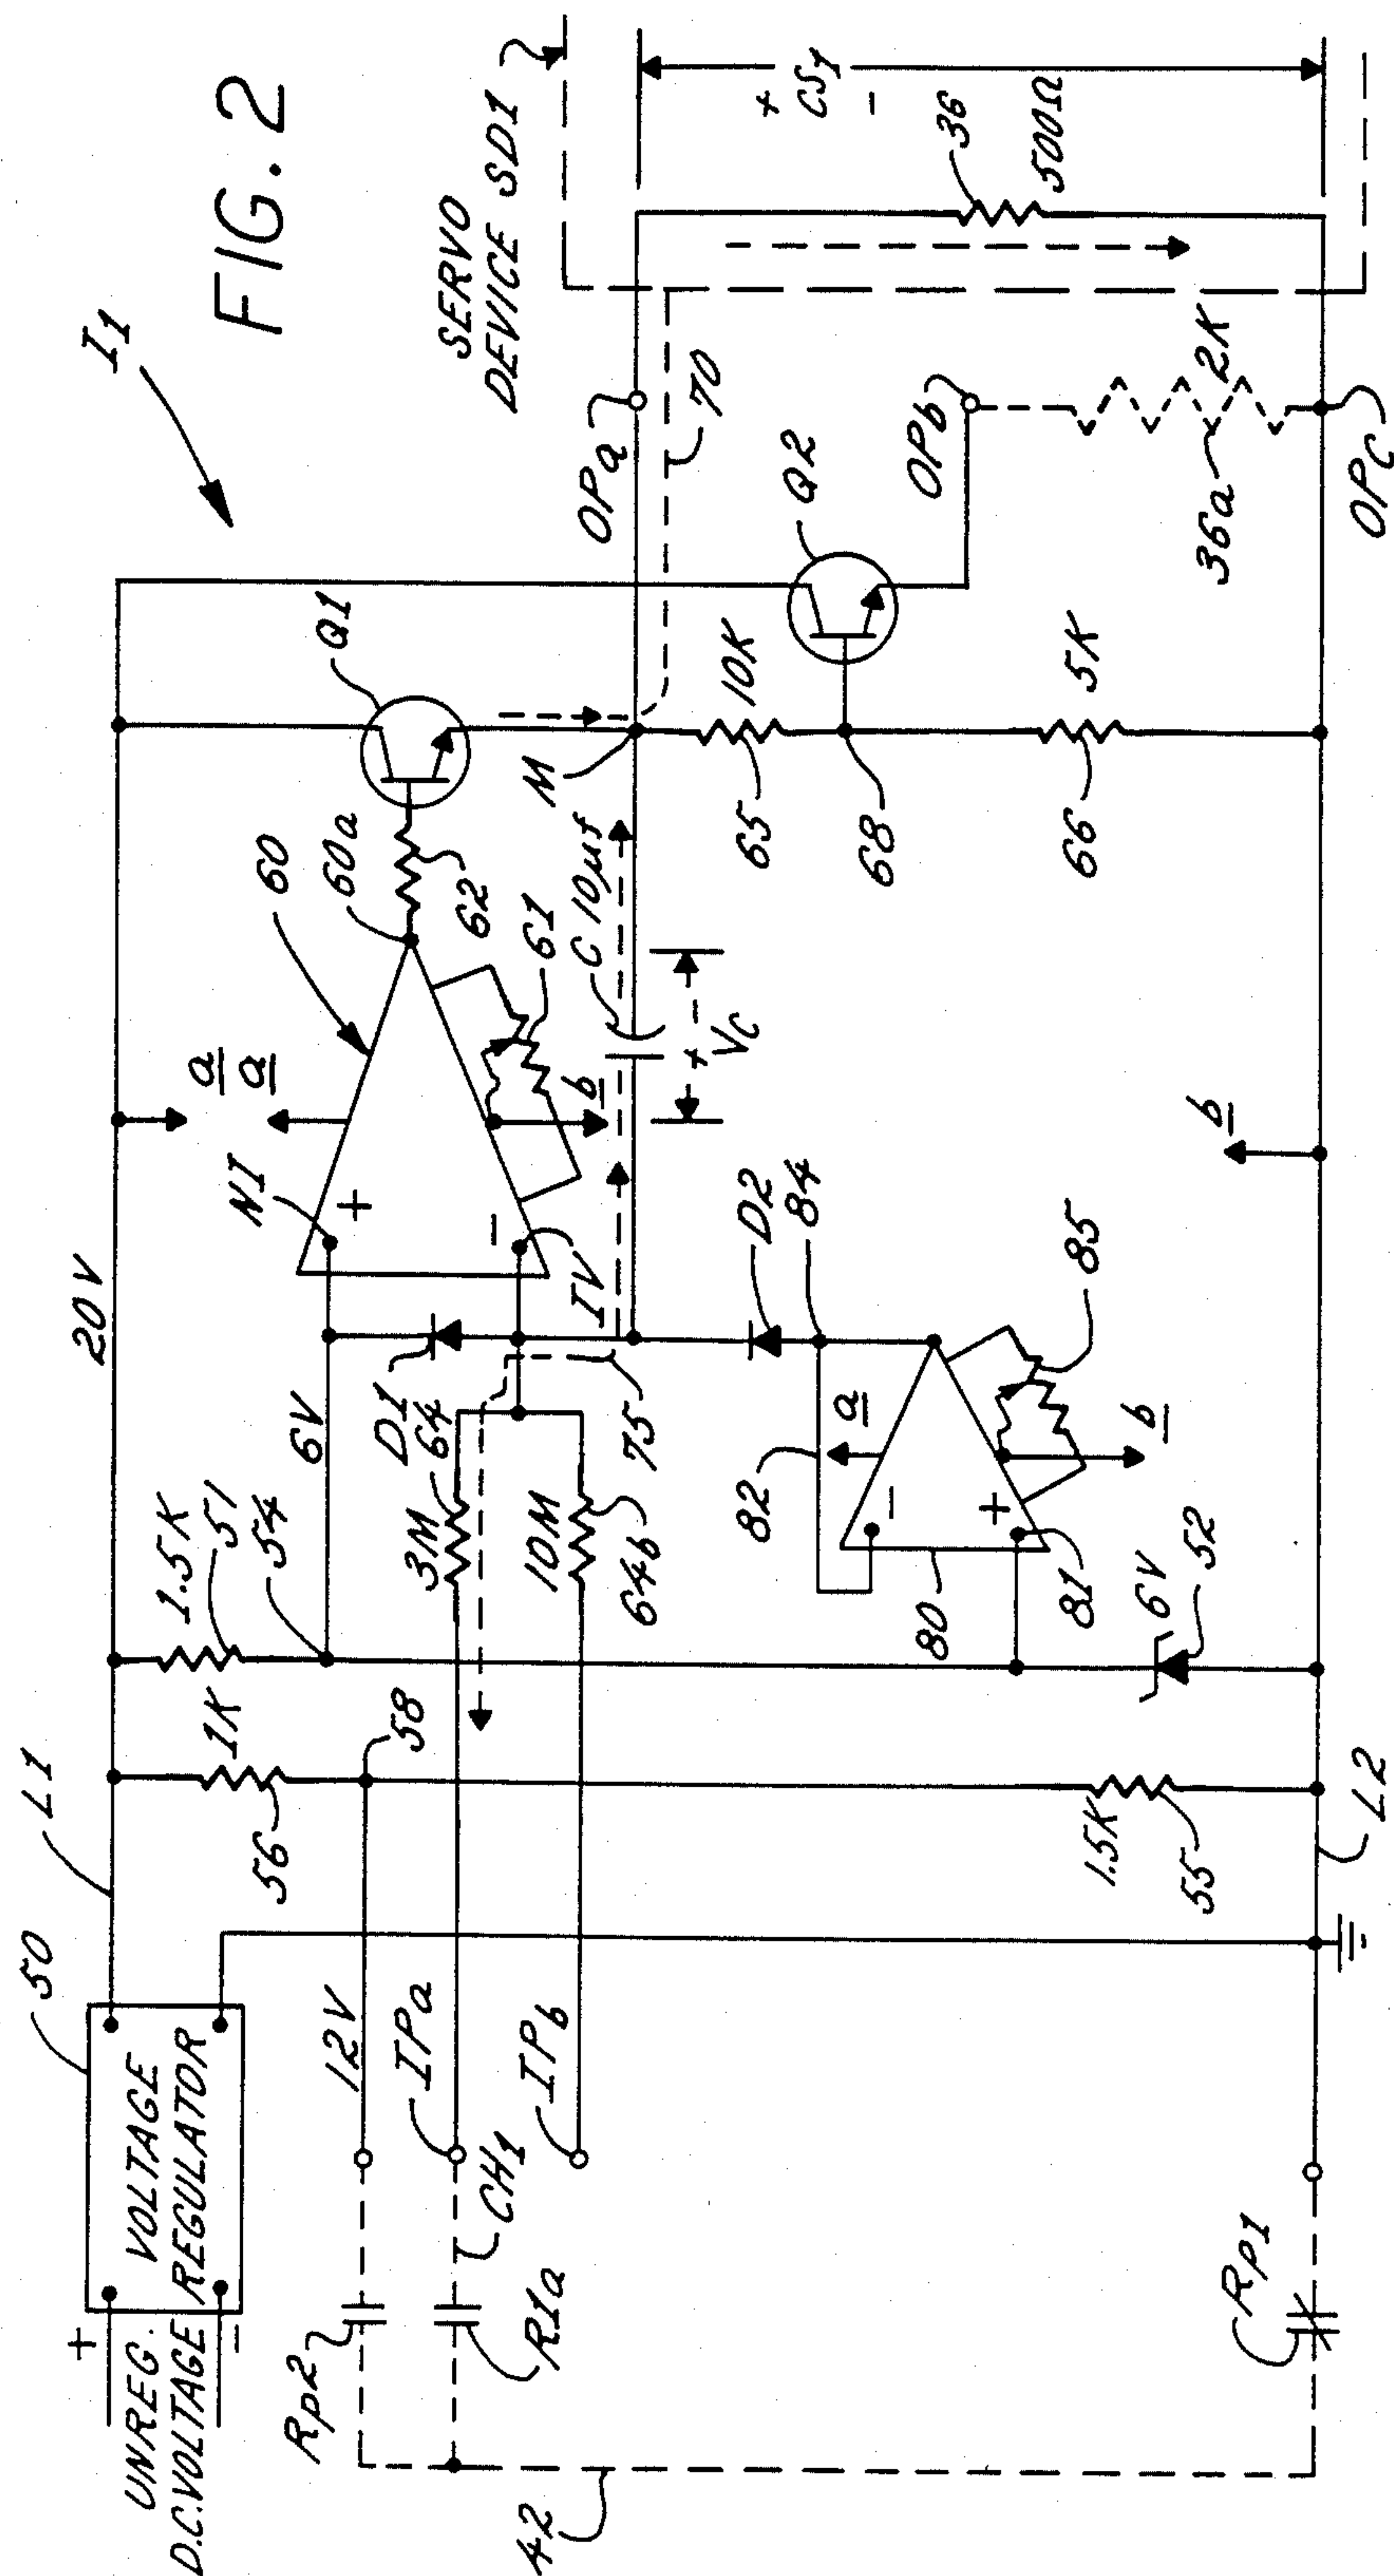 FIG. 2
I1
SERVO
DEVICE SD1
50
L1
20V
VOLTAGE
REGULATOR
+
-
UNREG.
D.C. VOLTAGE
56
1K
1.5K
51
54
6V
NI
+
-
IV
a
a
b
60
60a
62
61
Q1
OPa
70
+
CS1
-
36
500Ω
12V
58
IPa
CH1
IPb
Rp2
R1a
3M
64
D1
10M
64b
75
C 10µf
+ -
Vc
M
65
10K
68
Q2
OPb
36a
2K
OPc
66
5K
D2
84
82
a
-
+
80
81
85
b
b
6V
52
1.5K
55
L2
Rp1
42